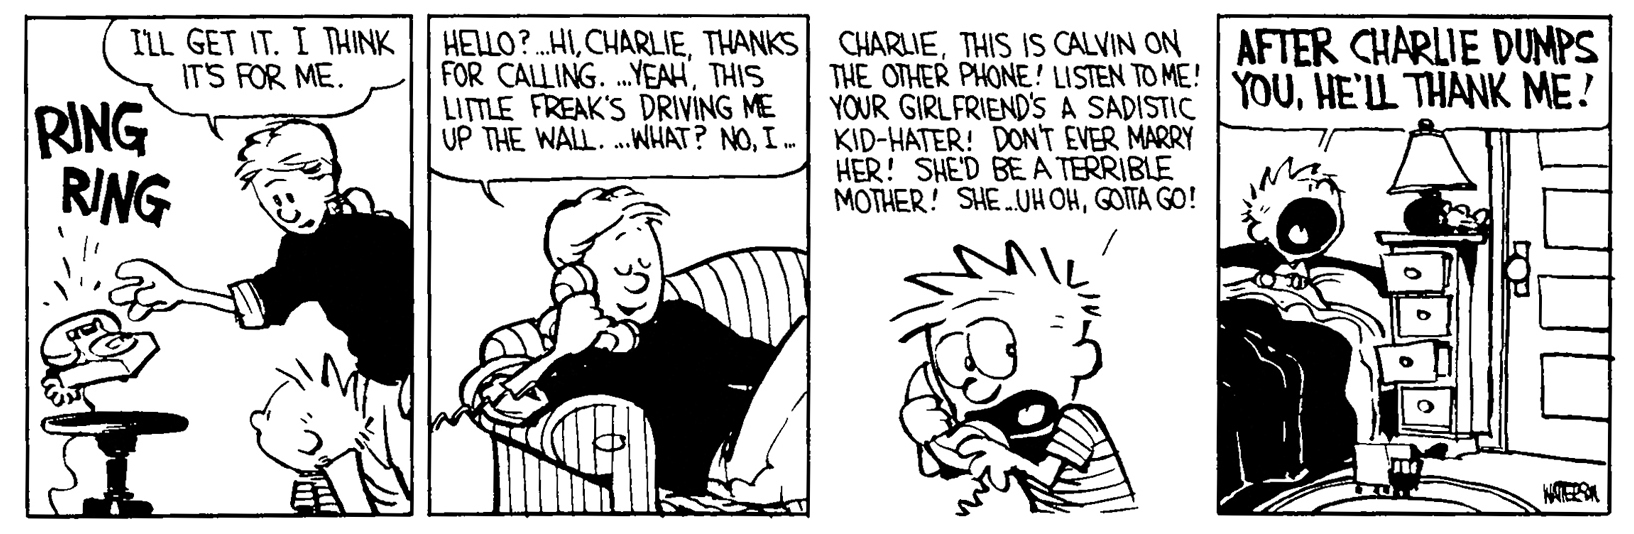 I'LL GET IT. I THINK
IT'S FOR ME.
RING
RING
HELLO? ...HI, CHARLIE, THANKS
FOR CALLING. ...YEAH, THIS
LITTLE FREAK'S DRIVING ME
UP THE WALL. ...WHAT? NO, I ...
CHARLIE, THIS IS CALVIN ON
THE OTHER PHONE! LISTEN TO ME!
YOUR GIRLFRIEND'S A SADISTIC
KID-HATER! DON'T EVER MARRY
HER! SHE'D BE A TERRIBLE
MOTHER! SHE...UH OH, GOTTA GO!
AFTER CHARLIE DUMPS
YOU, HE'LL THANK ME!
WATTERSON